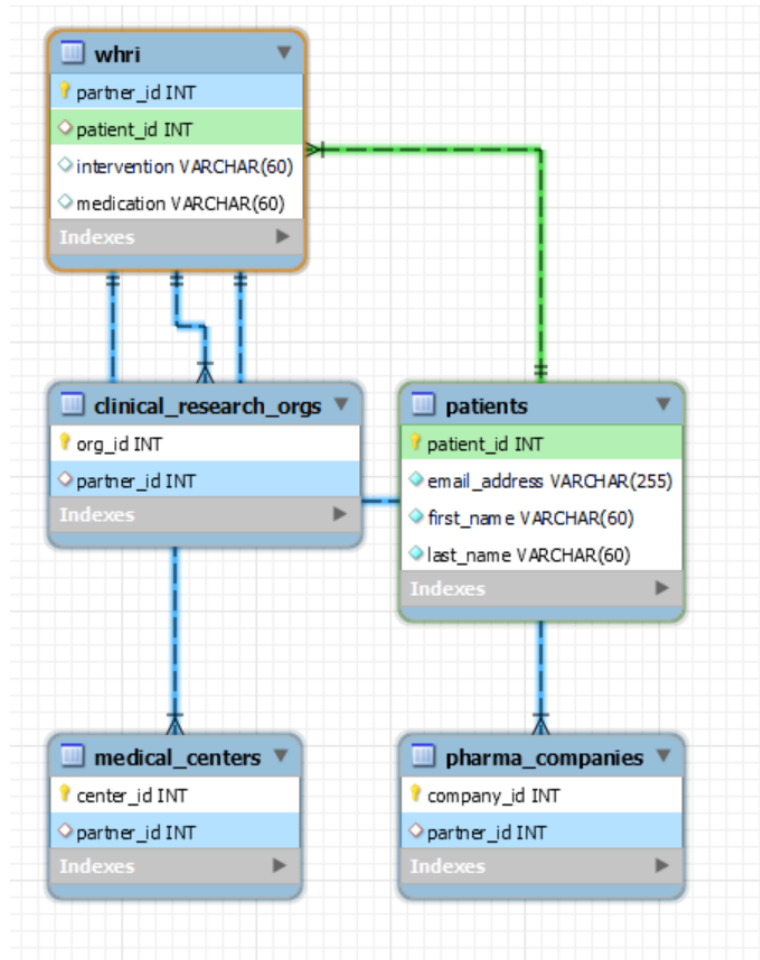 whri
partner_id INT
patient_id INT
intervention VARCHAR(60)
medication VARCHAR(60)
Indexes
clinical_research_orgs
org_id INT
partner_id INT
Indexes
patients
patient_id INT
email_address VARCHAR(255)
first_name VARCHAR(60)
last_name VARCHAR(60)
Indexes
medical_centers
center_id INT
partner_id INT
Indexes
pharma_companies
company_id INT
partner_id INT
Indexes